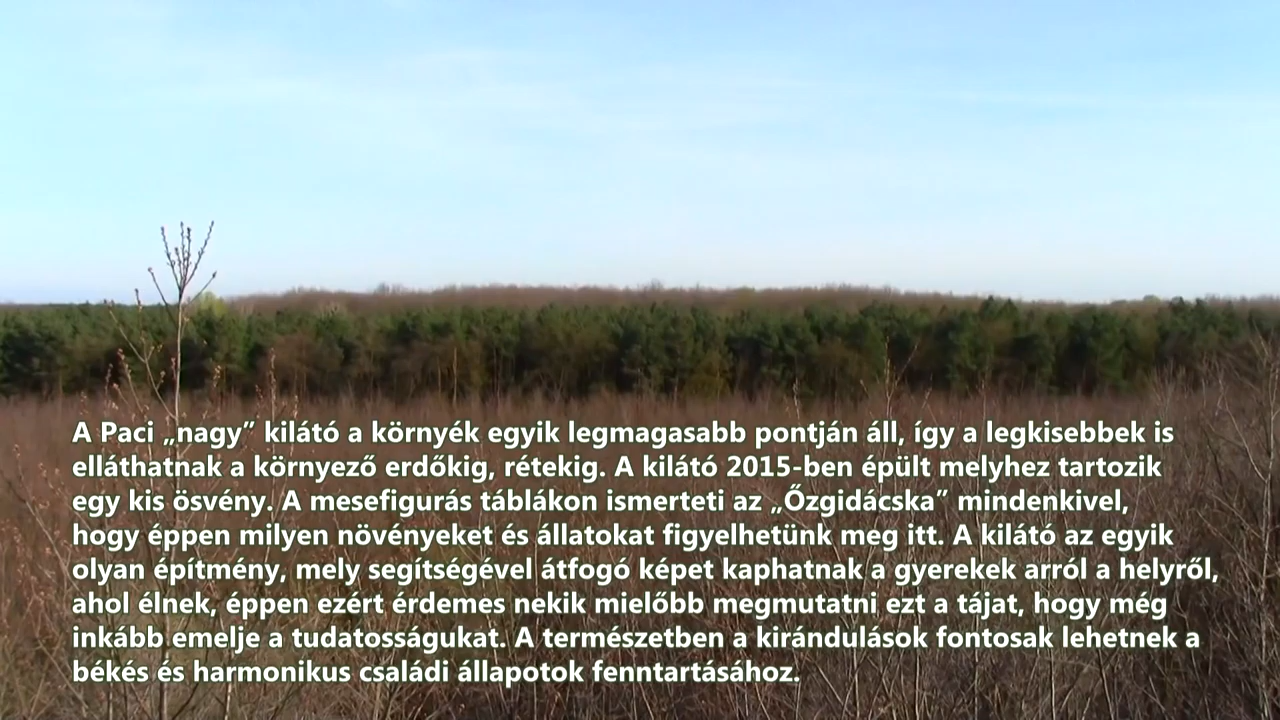 A Paci „nagy” kilátó a környék egyik legmagasabb pontján áll, így a legkisebbek is
elláthatnak a környező erdőkig, rétekig. A kilátó 2015-ben épült melyhez tartozik
egy kis ösvény. A mesefigurás táblákon ismerteti az „Őzgidácska” mindenkivel,
hogy éppen milyen növényeket és állatokat figyelhetünk meg itt. A kilátó az egyik
olyan építmény, mely segítségével átfogó képet kaphatnak a gyerekek arról a helyről,
ahol élnek, éppen ezért érdemes nekik mielőbb megmutatni ezt a tájat, hogy még
inkább emelje a tudatosságukat. A természetben a kirándulások fontosak lehetnek a
békés és harmonikus családi állapotok fenntartásához.